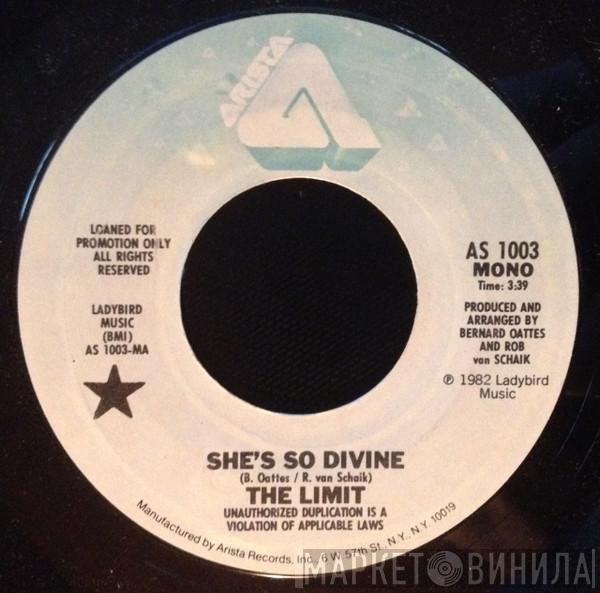 ARISTA
LOANED FOR
PROMOTION ONLY
ALL RIGHTS
RESERVED
LADYBIRD
MUSIC
(BMI)
AS 1003-MA
AS 1003
MONO
Time: 3:39
PRODUCED AND
ARRANGED BY
BERNARD OATTES
AND ROB
van SCHAIK
℗ 1982 Ladybird
Music
SHE'S SO DIVINE
(B. Oattes / R. van Schaik)
THE LIMIT
UNAUTHORIZED DUPLICATION IS A
VIOLATION OF APPLICABLE LAWS
Manufactured by Arista Records, Inc., 6 W. 57th St., N.Y., N.Y. 10019
МАРКЕТ ВИНИЛА